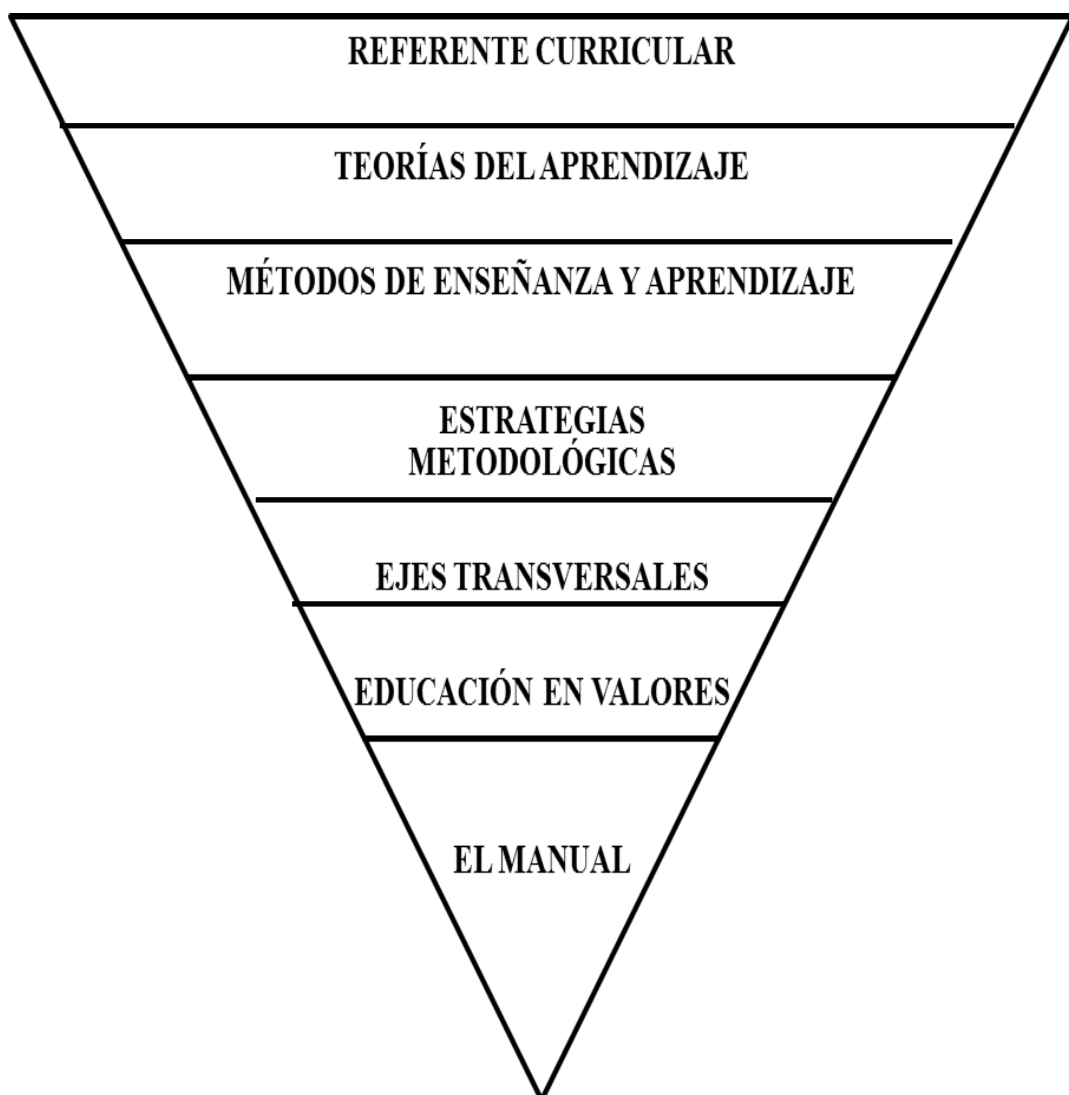 REFERENTE CURRICULAR
TEORÍAS DEL APRENDIZAJE
MÉTODOS DE ENSEÑANZA Y APRENDIZAJE
ESTRATEGIAS
METODOLÓGICAS
EJES TRANSVERSALES
EDUCACIÓN EN VALORES
EL MANUAL